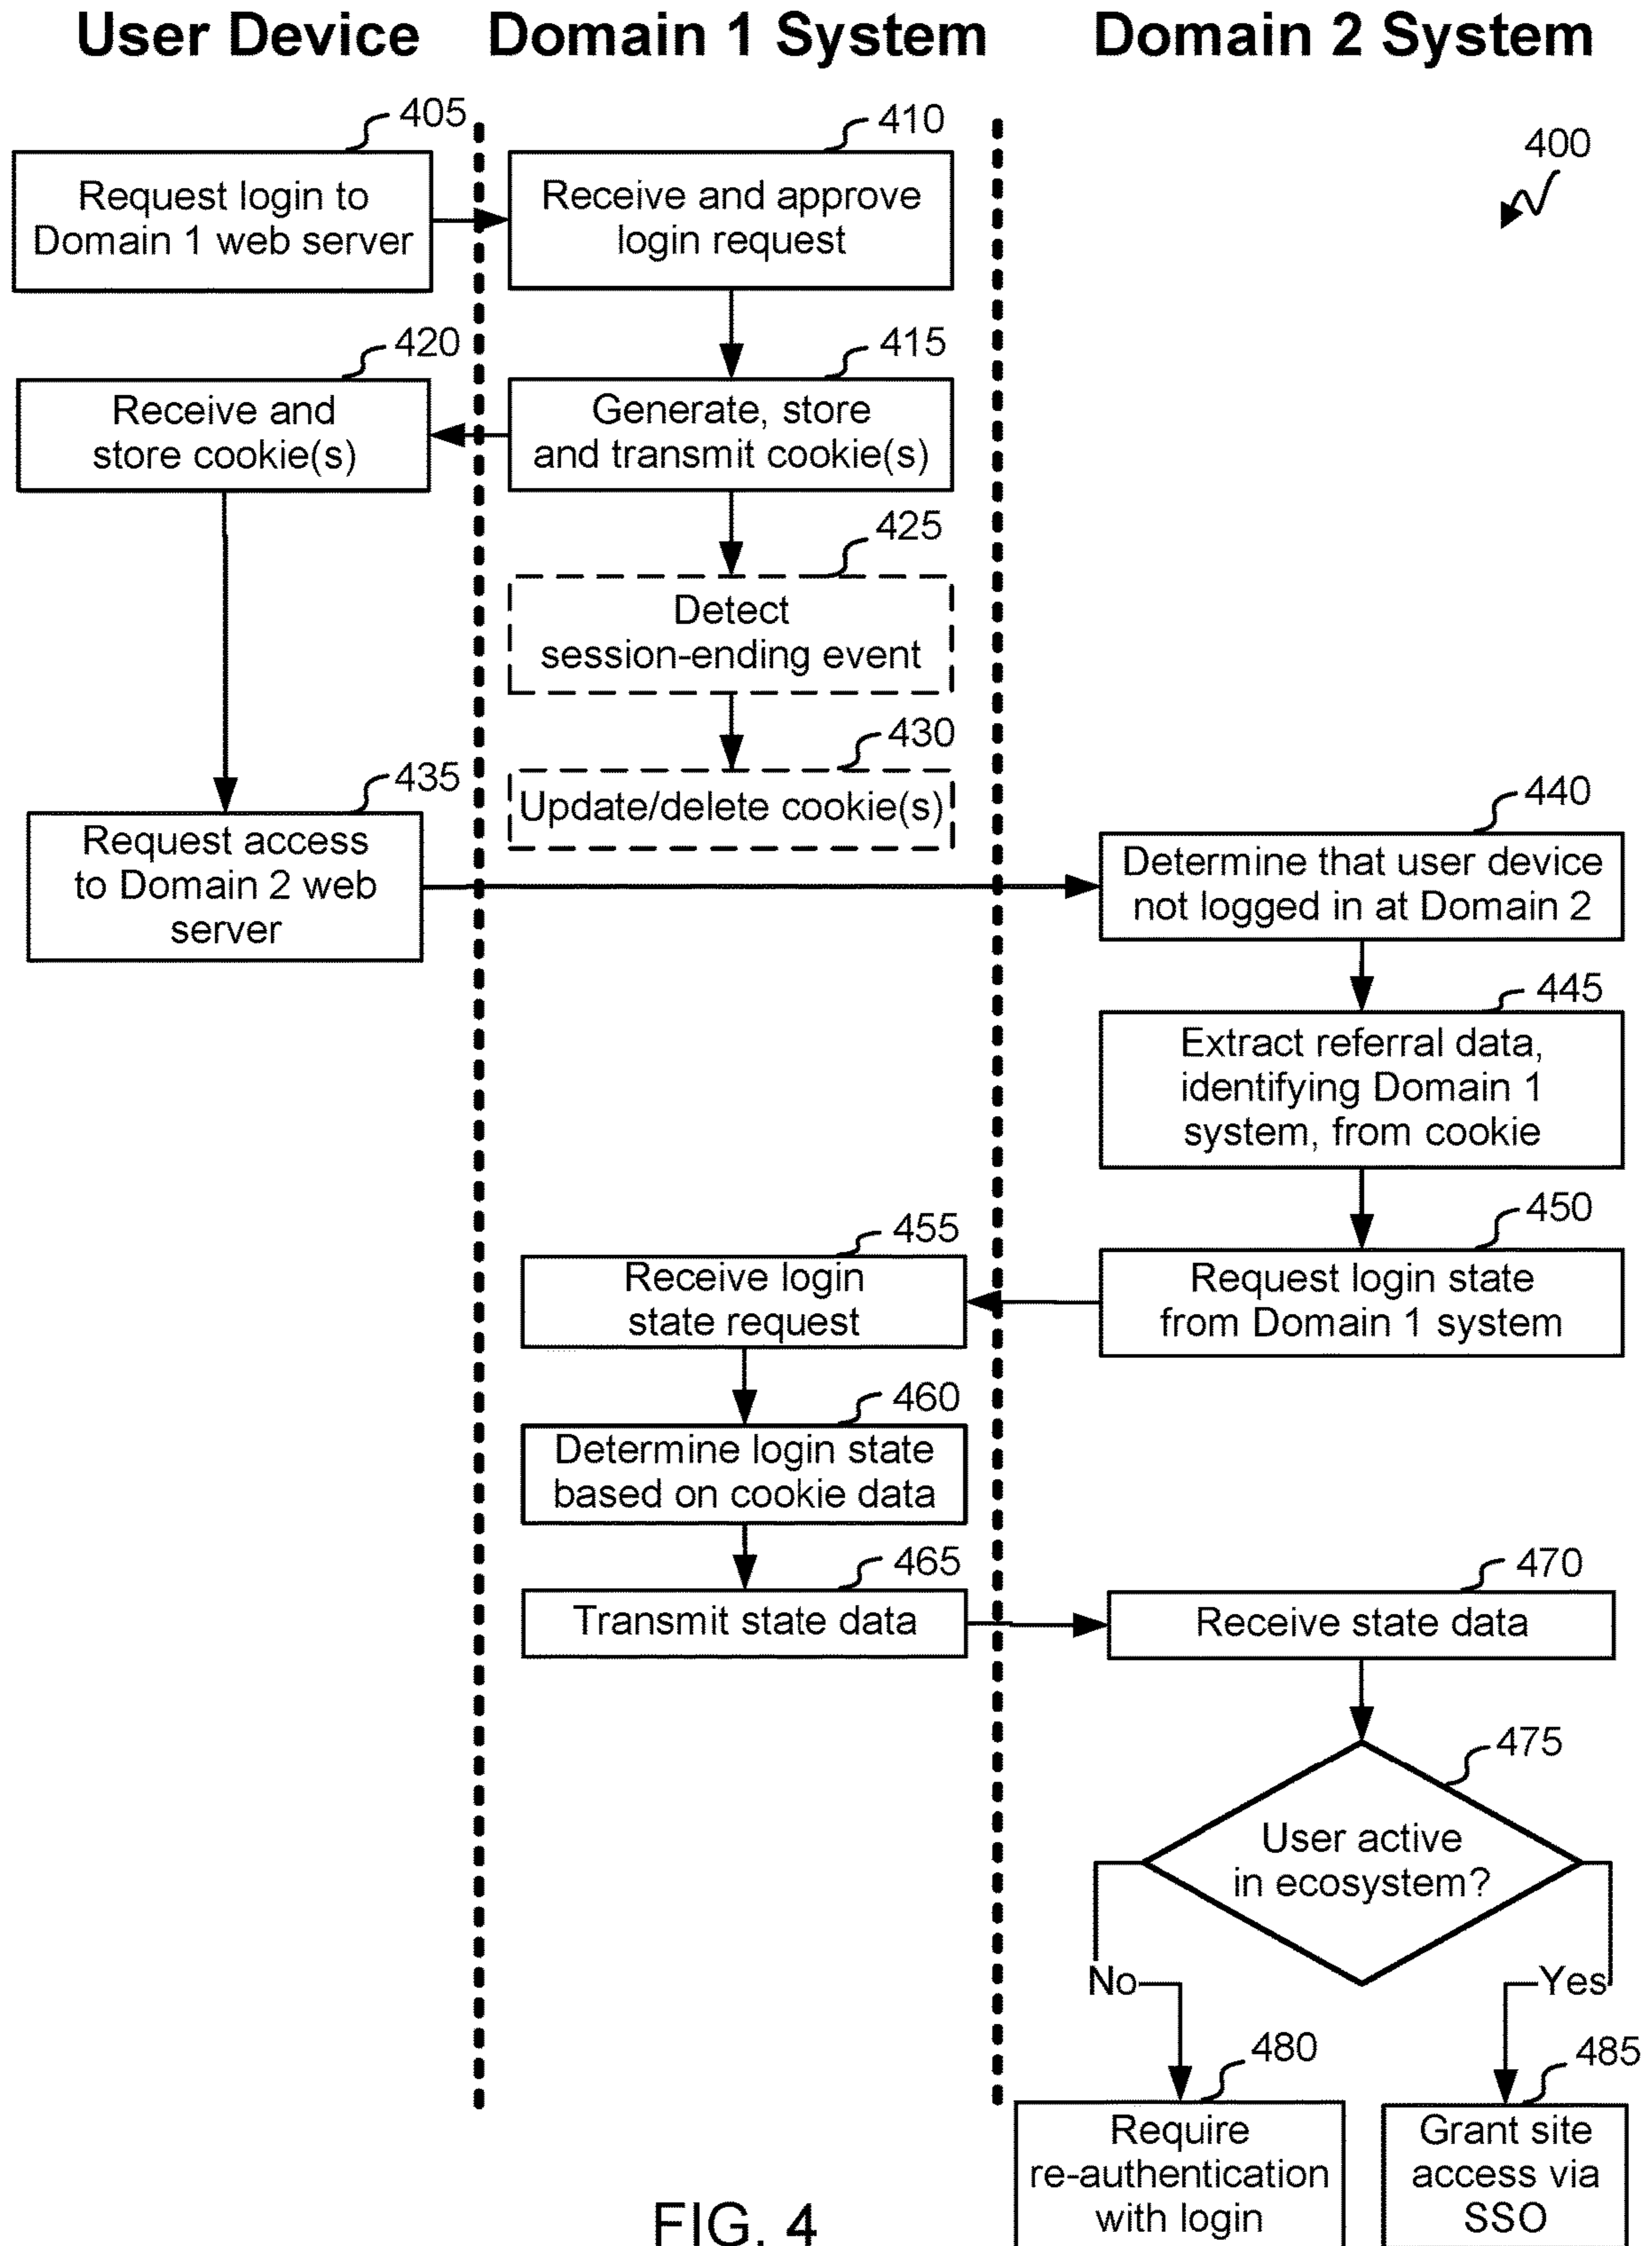 User Device
Domain 1 System
Domain 2 System
400
405
Request login to
Domain 1 web server
410
Receive and approve
login request
420
Receive and
store cookie(s)
415
Generate, store
and transmit cookie(s)
425
Detect
session-ending event
430
Update/delete cookie(s)
435
Request access
to Domain 2 web
server
440
Determine that user device
not logged in at Domain 2
445
Extract referral data,
identifying Domain 1
system, from cookie
450
Request login state
from Domain 1 system
455
Receive login
state request
460
Determine login state
based on cookie data
465
Transmit state data
470
Receive state data
475
User active
in ecosystem?
No
Yes
480
Require
re-authentication
with login
485
Grant site
access via
SSO
FIG. 4